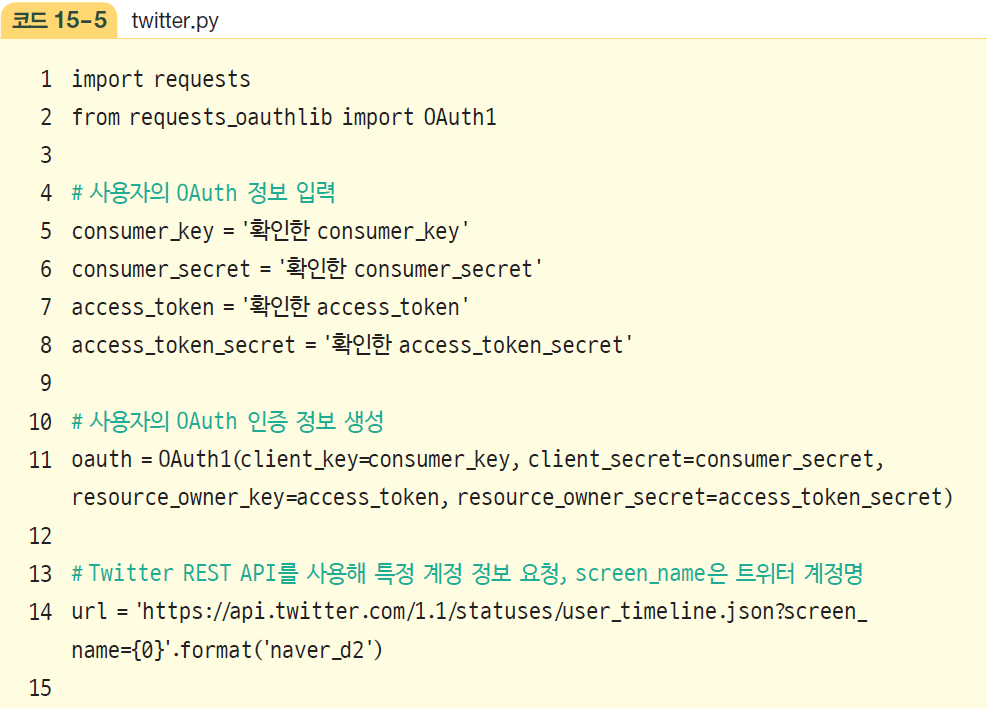 코드 15-5 twitter.py
1 import requests
2 from requests_oauthlib import OAuth1
3
4 # 사용자의 OAuth 정보 입력
5 consumer_key = '확인한 consumer_key'
6 consumer_secret = '확인한 consumer_secret'
7 access_token = '확인한 access_token'
8 access_token_secret = '확인한 access_token_secret'
9
10 # 사용자의 OAuth 인증 정보 생성
11 oauth = OAuth1(client_key=consumer_key, client_secret=consumer_secret,
resource_owner_key=access_token, resource_owner_secret=access_token_secret)
12
13 # Twitter REST API를 사용해 특정 계정 정보 요청, screen_name은 트위터 계정명
14 url = 'https://api.twitter.com/1.1/statuses/user_timeline.json?screen_
name={0}'.format('naver_d2')
15